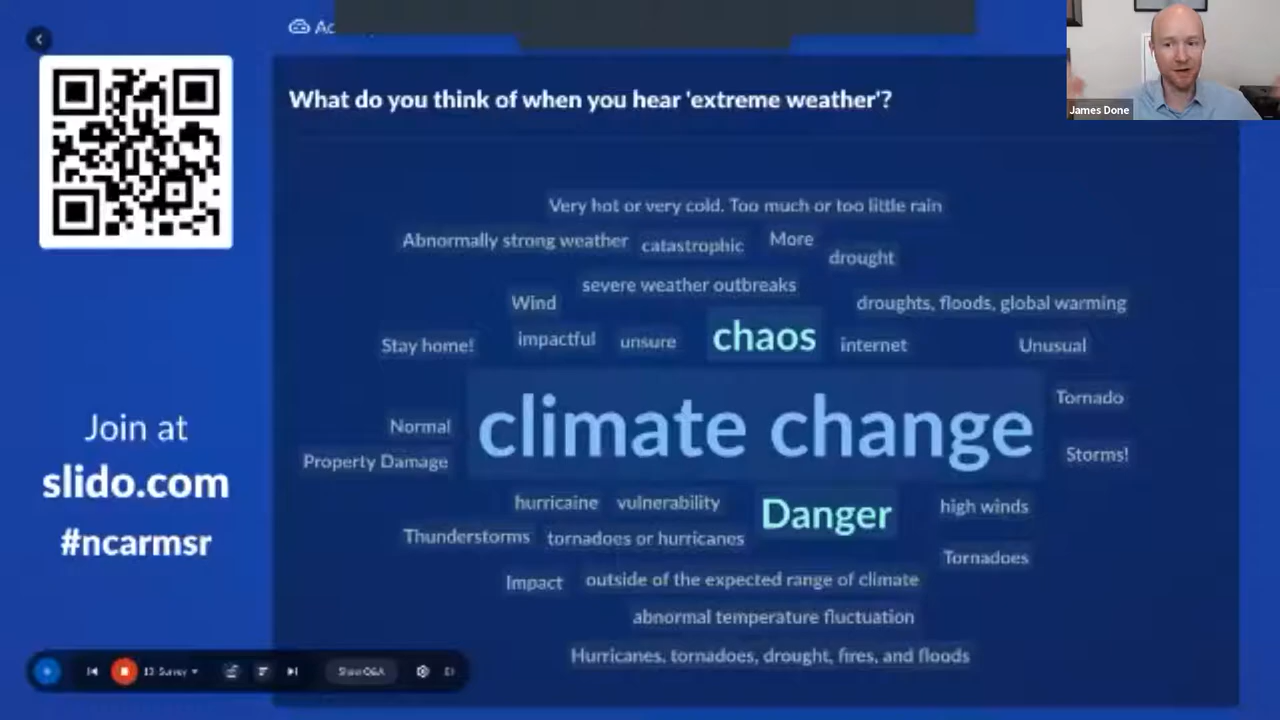 Ac
James Done
What do you think of when you hear 'extreme weather'?
Very hot or very cold. Too much or too little rain
Abnormally strong weather catastrophic More
drought
severe weather outbreaks
Wind droughts, floods, global warming
Stay home! impactful unsure chaos internet Unusual
Tornado
climate change
Normal
Property Damage Storms!
hurricaine vulnerability Danger high winds
Thunderstorms tornadoes or hurricanes
Tornadoes
Impact outside of the expected range of climate
abnormal temperature fluctuation
Hurricanes, tornadoes, drought, fires, and floods
Join at
slido.com
#ncarmsr
Survey
Show Q&A